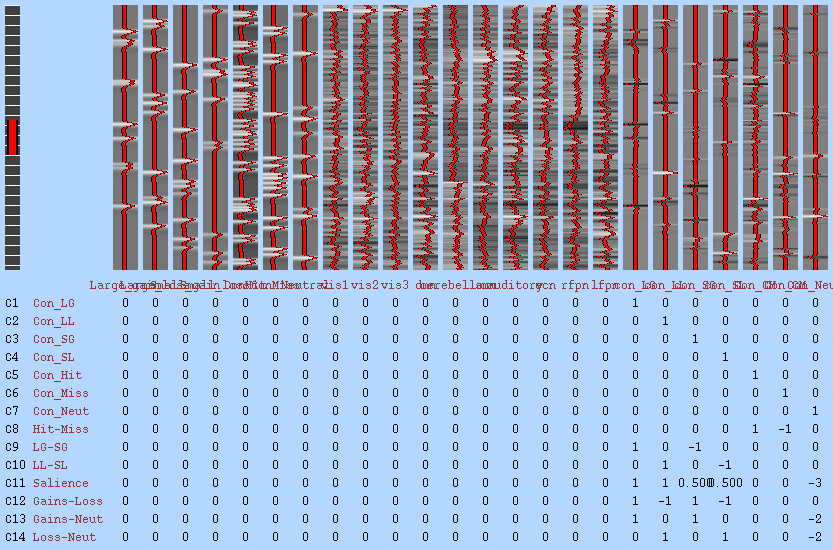 Neutral vis1 vis2 vis3 auditory rfpn lfpn con_LG CON_Neu
C1 Con_LG 0 0 0 0 0 0 0 0 0 0 0 0 0 0 0 0 0 1 0 0 0 0 0 0
C2 Con_LL 0 0 0 0 0 0 0 0 0 0 0 0 0 0 0 0 0 0 1 0 0 0 0 0
C3 Con_SG 0 0 0 0 0 0 0 0 0 0 0 0 0 0 0 0 0 0 0 1 0 0 0 0
C4 Con_SL 0 0 0 0 0 0 0 0 0 0 0 0 0 0 0 0 0 0 0 0 1 0 0 0
C5 Con_Hit 0 0 0 0 0 0 0 0 0 0 0 0 0 0 0 0 0 0 0 0 0 1 0 0
C6 Con_Miss 0 0 0 0 0 0 0 0 0 0 0 0 0 0 0 0 0 0 0 0 0 0 1 0
C7 Con_Neut 0 0 0 0 0 0 0 0 0 0 0 0 0 0 0 0 0 0 0 0 0 0 0 1
C8 Hit-Miss 0 0 0 0 0 0 0 0 0 0 0 0 0 0 0 0 0 0 0 0 0 1 -1 0
C9 LG-SG 0 0 0 0 0 0 0 0 0 0 0 0 0 0 0 0 0 1 0 -1 0 0 0 0
C10 LL-SL 0 0 0 0 0 0 0 0 0 0 0 0 0 0 0 0 0 0 1 0 -1 0 0 0
C11 Salience 0 0 0 0 0 0 0 0 0 0 0 0 0 0 0 0 0 1 1 0.500 0.500 0 0 -3
C12 Gains-Loss 0 0 0 0 0 0 0 0 0 0 0 0 0 0 0 0 0 1 -1 1 -1 0 0 0
C13 Gains-Neut 0 0 0 0 0 0 0 0 0 0 0 0 0 0 0 0 0 1 0 1 0 0 0 -2
C14 Loss-Neut 0 0 0 0 0 0 0 0 0 0 0 0 0 0 0 0 0 0 1 0 1 0 0 -2